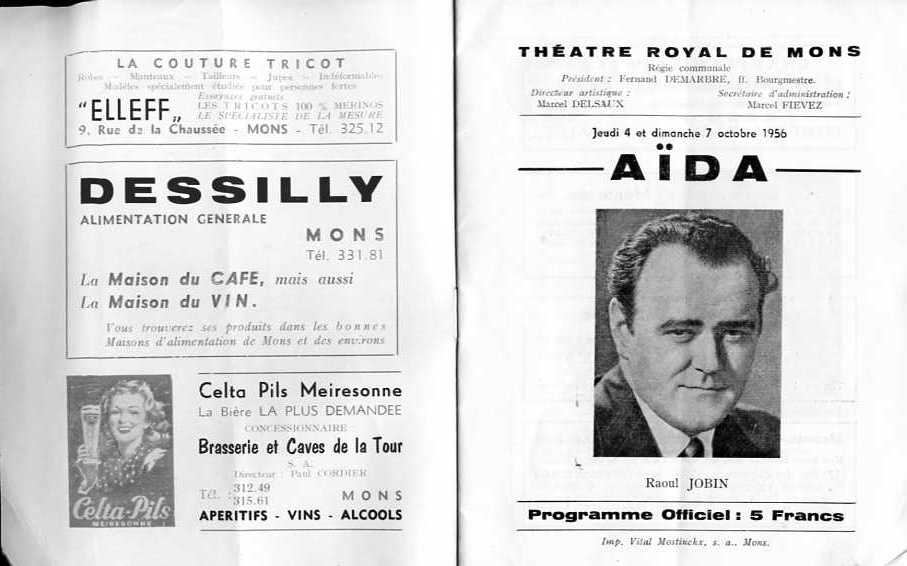 LA COUTURE TRICOT
Robes — Manteaux — Tailleurs — Jupes — Indéformables
Modèles spécialement étudiés pour personnes fortes
Essayages gratuits
"ELLEFF„
LES TRICOTS 100 % MERINOS
LE SPÉCIALISTE DE LA MESURE
9, Rue de la Chaussée - MONS - Tél. 325.12
DESSILLY
ALIMENTATION GENERALE
MONS
Tél. 331.81
La Maison du CAFE, mais aussi
La Maison du VIN.
Vous trouverez ses produits dans les bonnes
Maisons d'alimentation de Mons et des environs
Celta-Pils
MEIRESONNE
Celta Pils Meiresonne
La Bière LA PLUS DEMANDEE
CONCESSIONNAIRE :
Brasserie et Caves de la Tour
S. A.
Directeur : Paul CORDIER
Tél. : 312.49
315.61
MONS
APERITIFS - VINS - ALCOOLS
THÉATRE ROYAL DE MONS
Régie communale
Président : Fernand DEMARBRE, ff. Bourgmestre.
Directeur artistique :
Marcel DELSAUX
Secrétaire d'administration :
Marcel FIEVEZ
Jeudi 4 et dimanche 7 octobre 1956
AÏDA
Raoul JOBIN
Programme Officiel : 5 Francs
Imp. Vital Mostinckx, s. a., Mons.